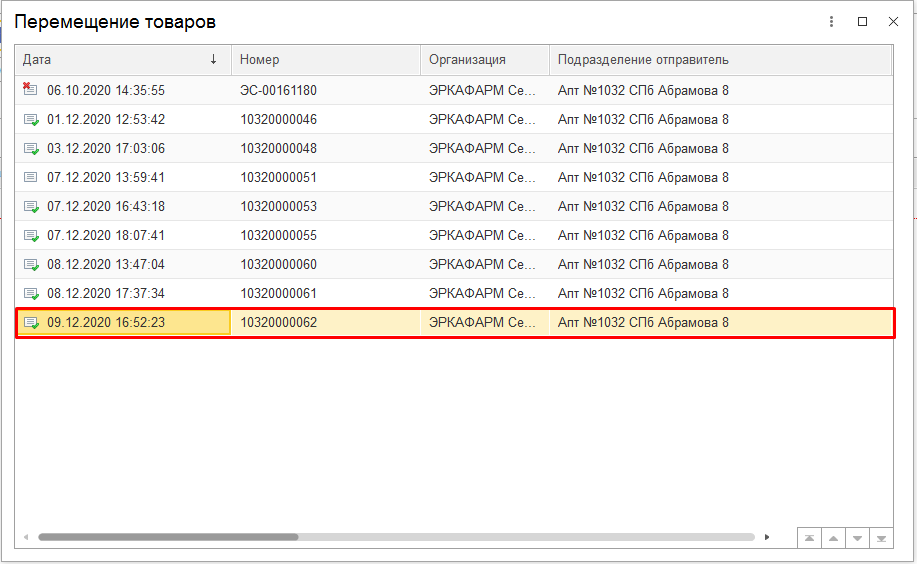 Перемещение товаров
Дата Номер Организация Подразделение отправитель
06.10.2020 14:35:55 ЭС-00161180 ЭРКАФАРМ Се... Апт №1032 СПб Абрамова 8
01.12.2020 12:53:42 10320000046 ЭРКАФАРМ Се... Апт №1032 СПб Абрамова 8
03.12.2020 17:03:06 10320000048 ЭРКАФАРМ Се... Апт №1032 СПб Абрамова 8
07.12.2020 13:59:41 10320000051 ЭРКАФАРМ Се... Апт №1032 СПб Абрамова 8
07.12.2020 16:43:18 10320000053 ЭРКАФАРМ Се... Апт №1032 СПб Абрамова 8
07.12.2020 18:07:41 10320000055 ЭРКАФАРМ Се... Апт №1032 СПб Абрамова 8
08.12.2020 13:47:04 10320000060 ЭРКАФАРМ Се... Апт №1032 СПб Абрамова 8
08.12.2020 17:37:34 10320000061 ЭРКАФАРМ Се... Апт №1032 СПб Абрамова 8
09.12.2020 16:52:23 10320000062 ЭРКАФАРМ Се... Апт №1032 СПб Абрамова 8